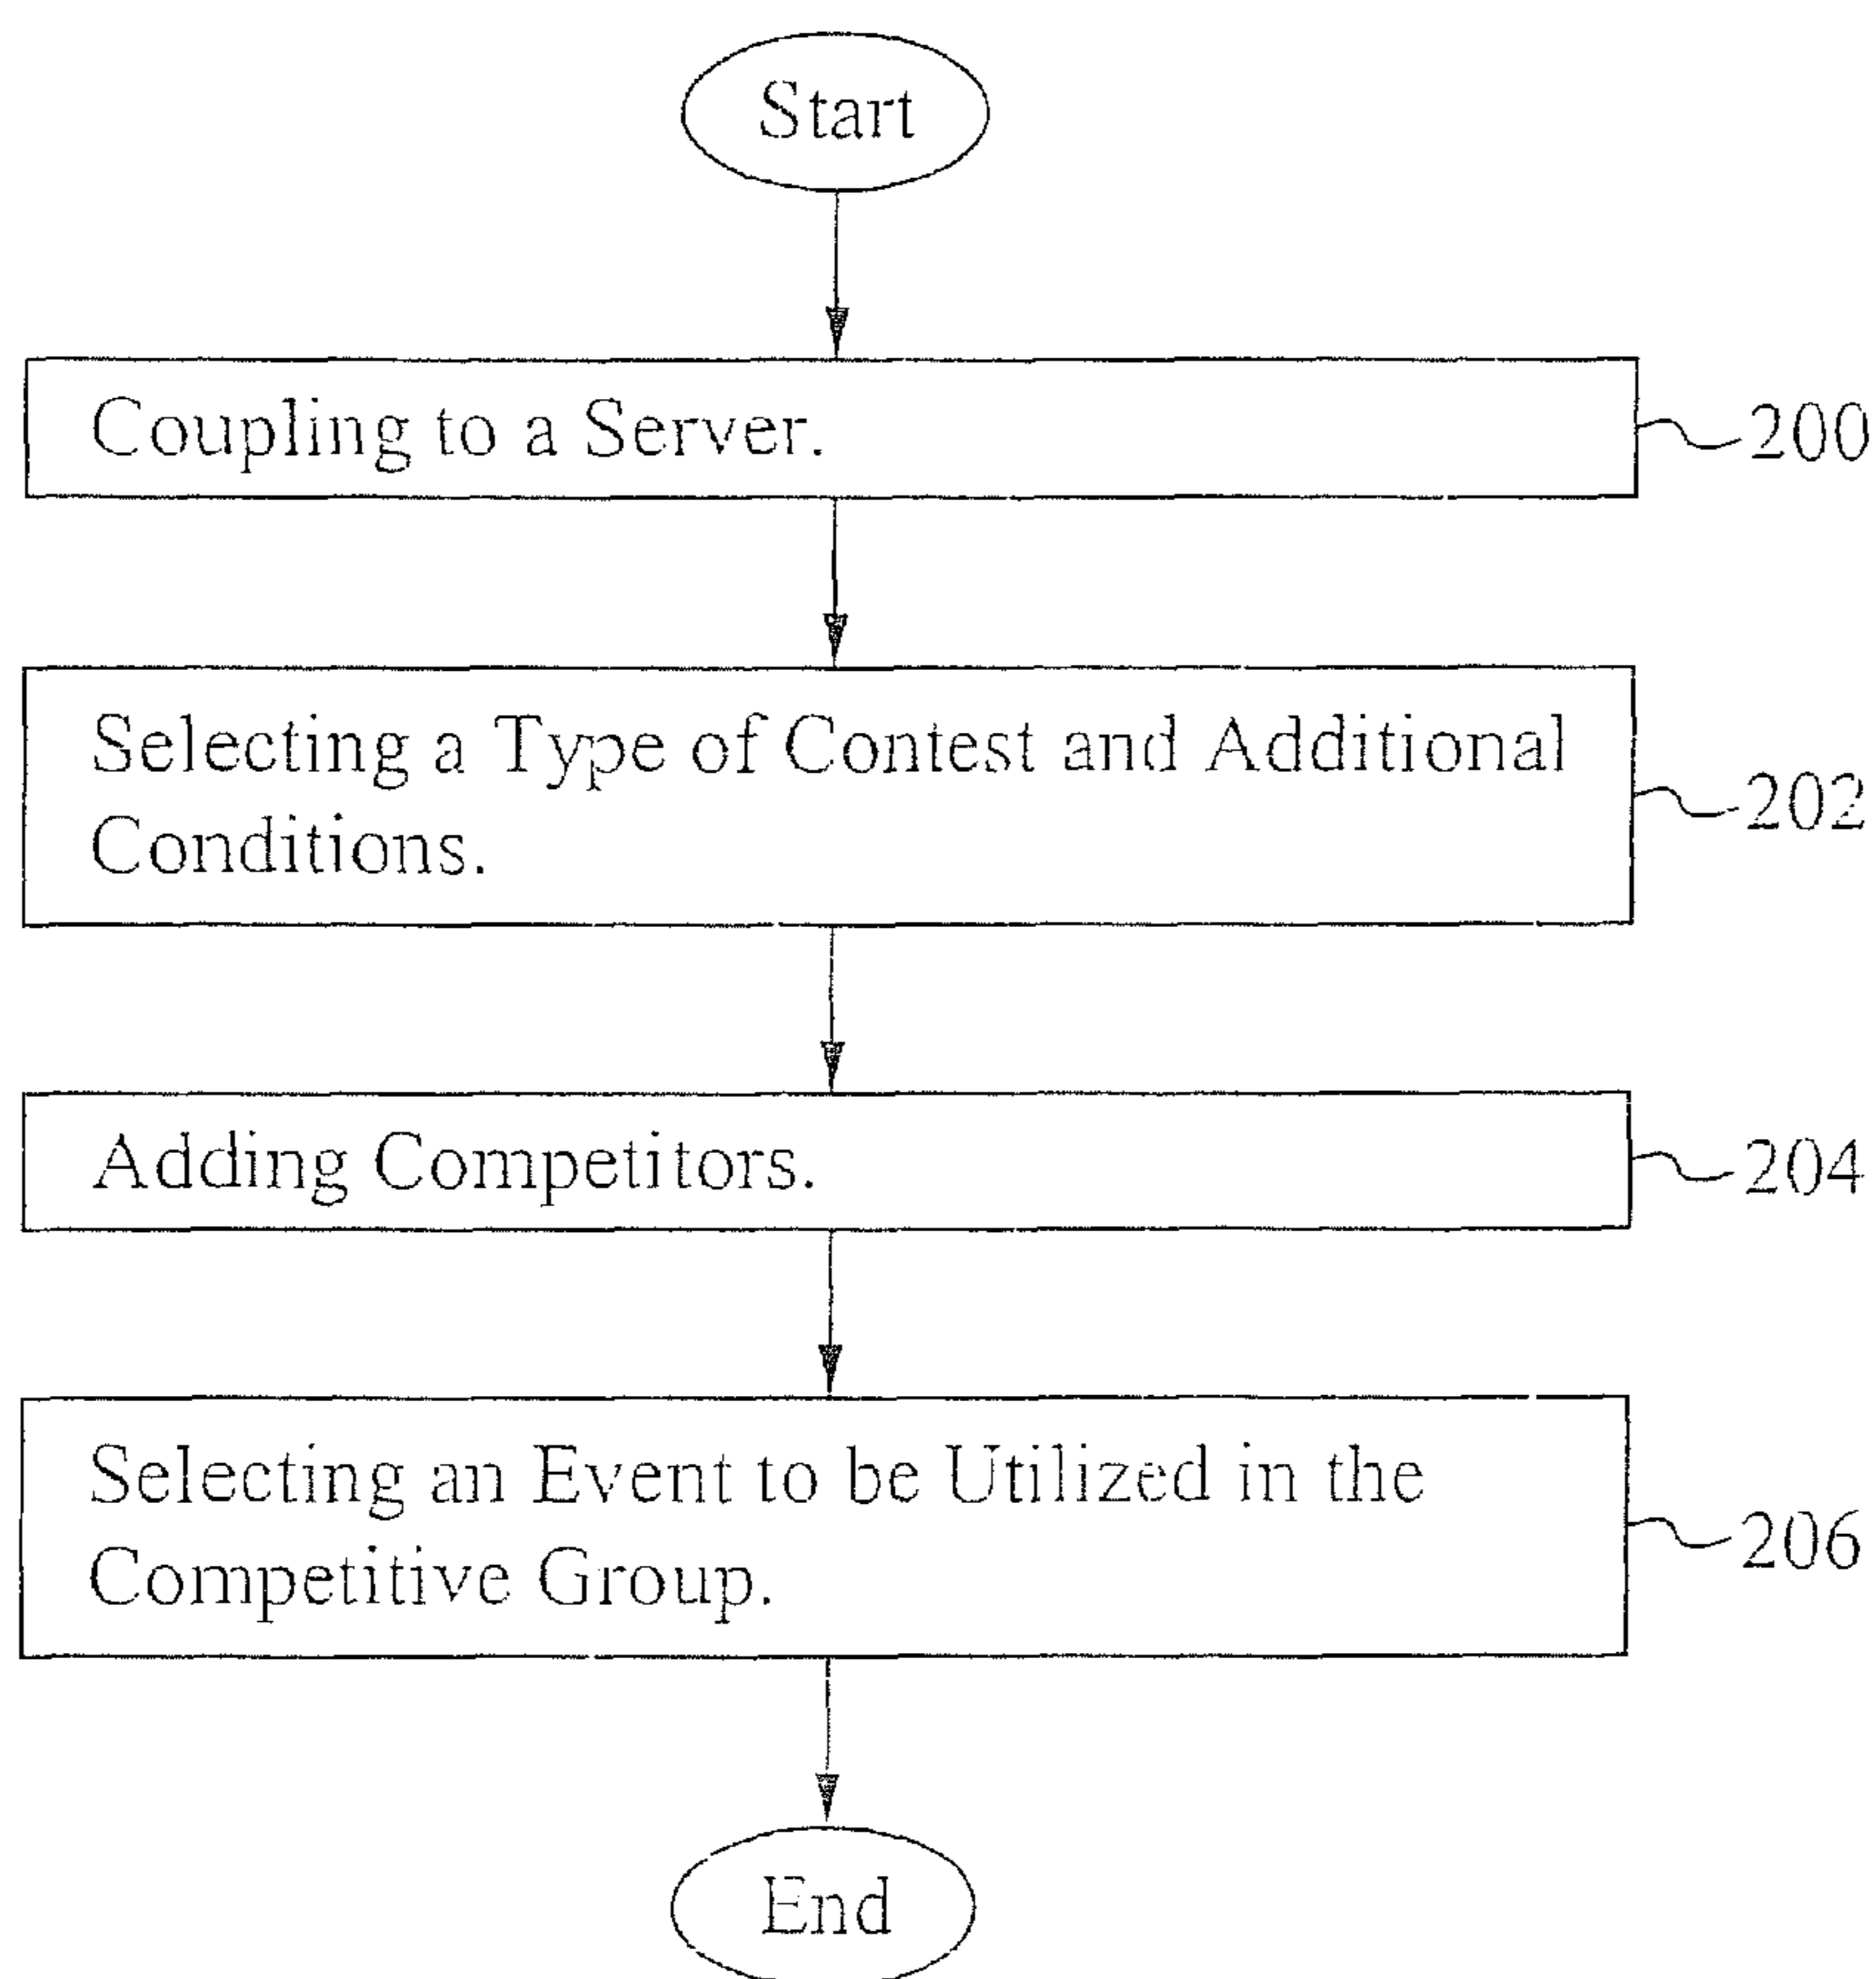 Start
Coupling to a Server.
200
Selecting a Type of Contest and Additional
Conditions.
202
Adding Competitors.
204
Selecting an Event to be Utilized in the
Competitive Group.
206
End